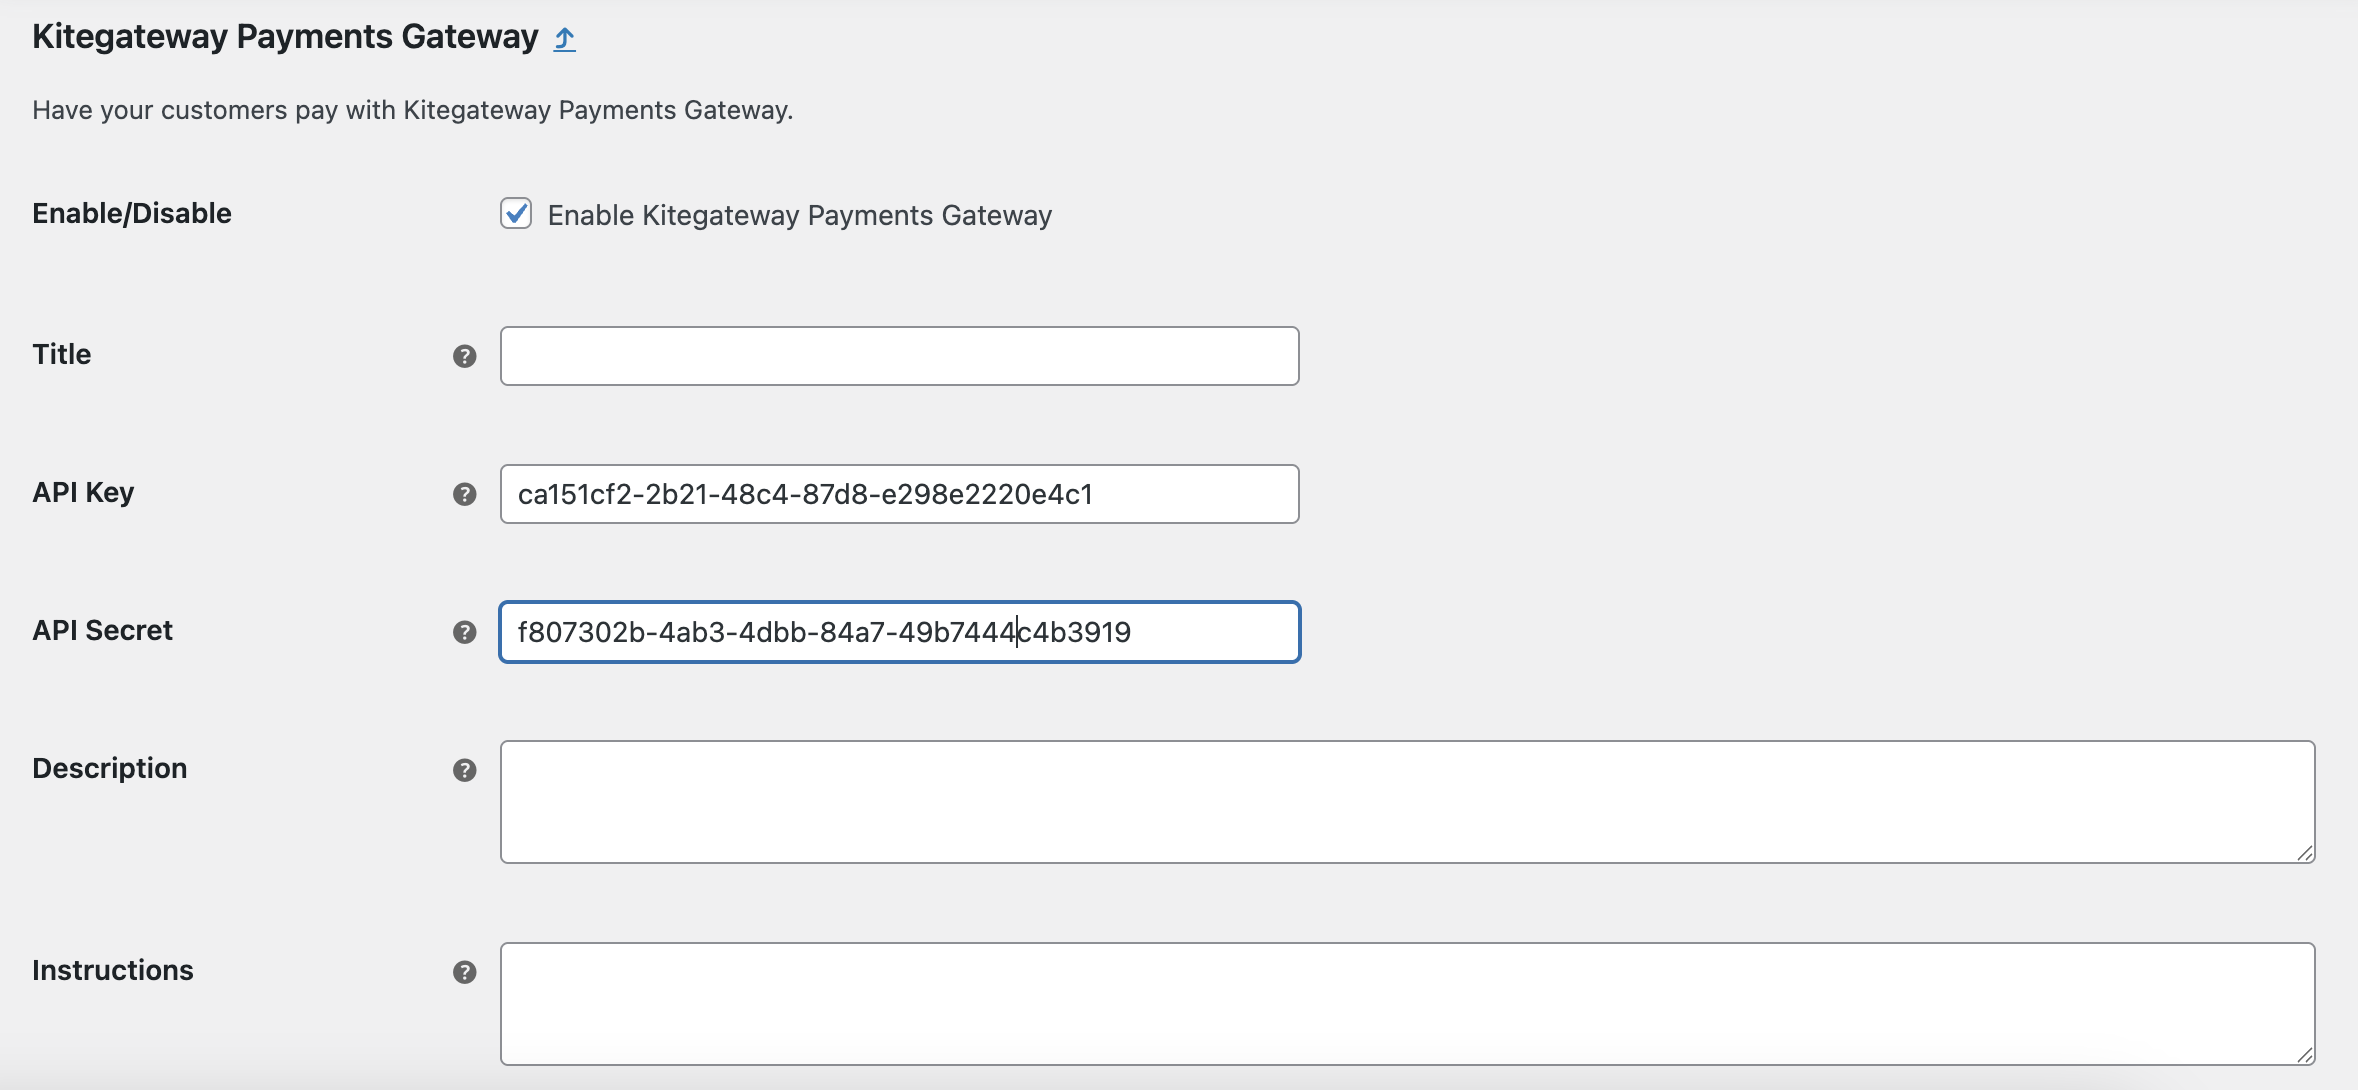 Kitegateway Payments Gateway ⤴
Have your customers pay with Kitegateway Payments Gateway.
Enable/Disable
Enable Kitegateway Payments Gateway
Title
API Key
ca151cf2-2b21-48c4-87d8-e298e2220e4c1
API Secret
f807302b-4ab3-4dbb-84a7-49b7444c4b3919
Description
Instructions